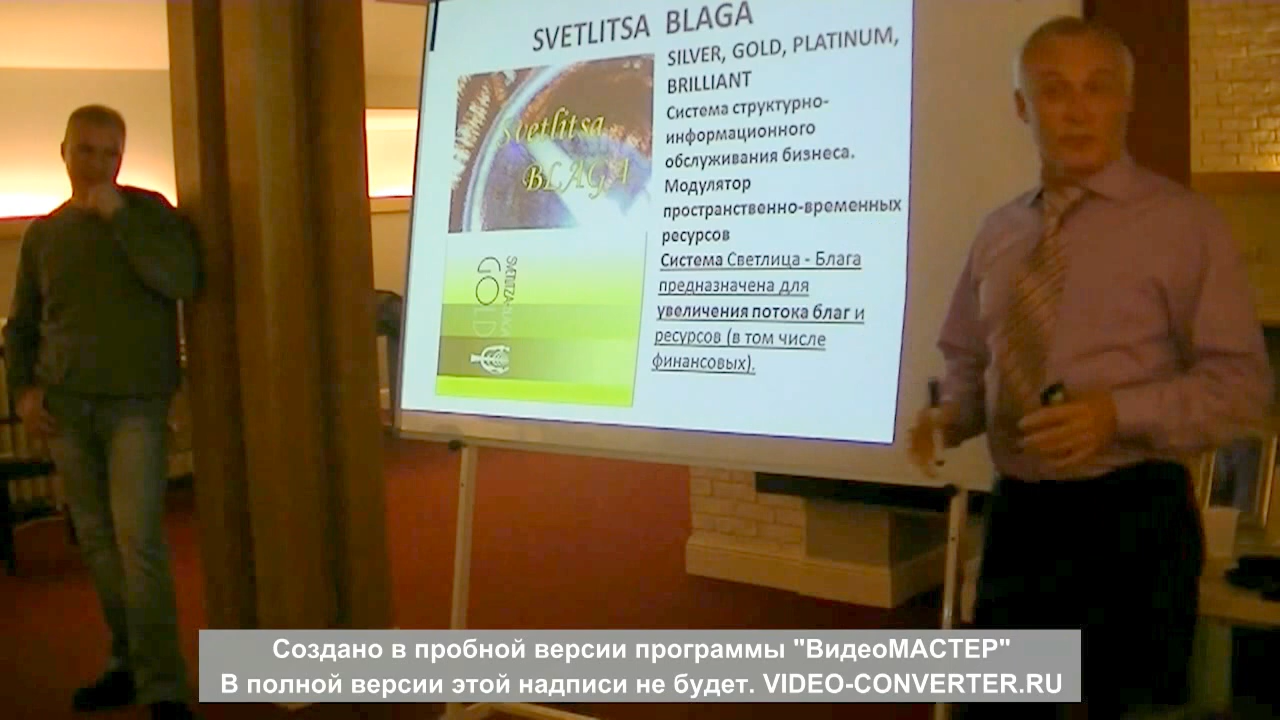 SVETLITSA BLAGA
SILVER, GOLD, PLATINUM,
BRILLIANT
Система структурно-
информационного
обслуживания бизнеса.
Модулятор
пространственно-временных
ресурсов
Система Светлица - Блага
предназначена для
увеличения потока благ и
ресурсов (в том числе
финансовых).
Svetlitsa
BLAGA
GOLD
Создано в пробной версии программы "ВидеоМАСТЕР"
В полной версии этой надписи не будет. VIDEO-CONVERTER.RU